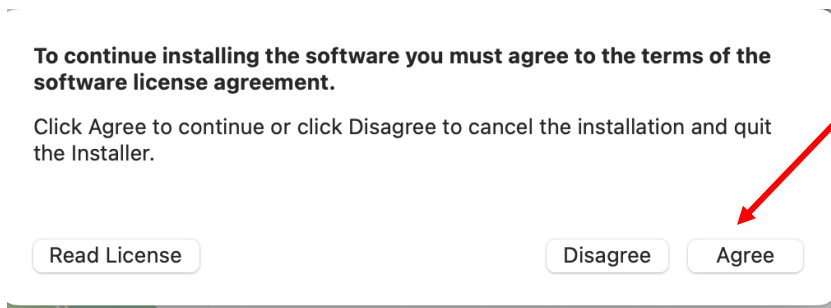 To continue installing the software you must agree to the terms of the
software license agreement.
Click Agree to continue or click Disagree to cancel the installation and quit
the Installer.
Read License
Disagree
Agree